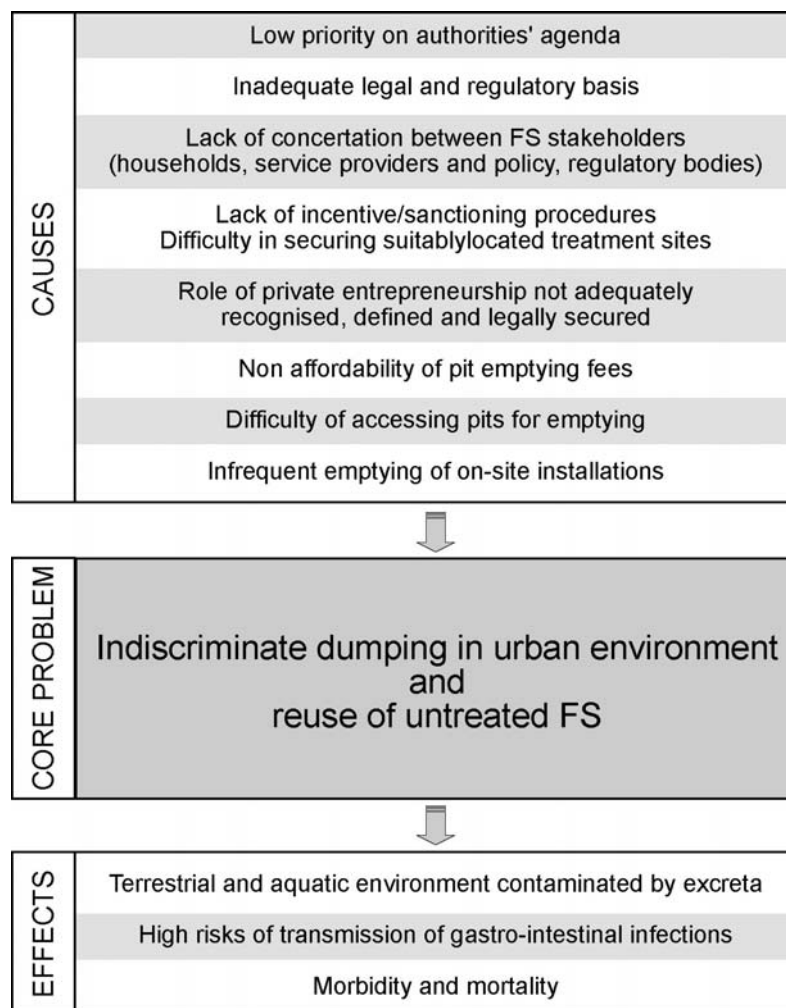 CAUSES
Low priority on authorities' agenda
Inadequate legal and regulatory basis
Lack of concertation between FS stakeholders
(households, service providers and policy, regulatory bodies)
Lack of incentive/sanctioning procedures
Difficulty in securing suitablylocated treatment sites
Role of private entrepreneurship not adequately
recognised, defined and legally secured
Non affordability of pit emptying fees
Difficulty of accessing pits for emptying
Infrequent emptying of on-site installations
CORE PROBLEM
Indiscriminate dumping in urban environment
and
reuse of untreated FS
EFFECTS
Terrestrial and aquatic environment contaminated by excreta
High risks of transmission of gastro-intestinal infections
Morbidity and mortality